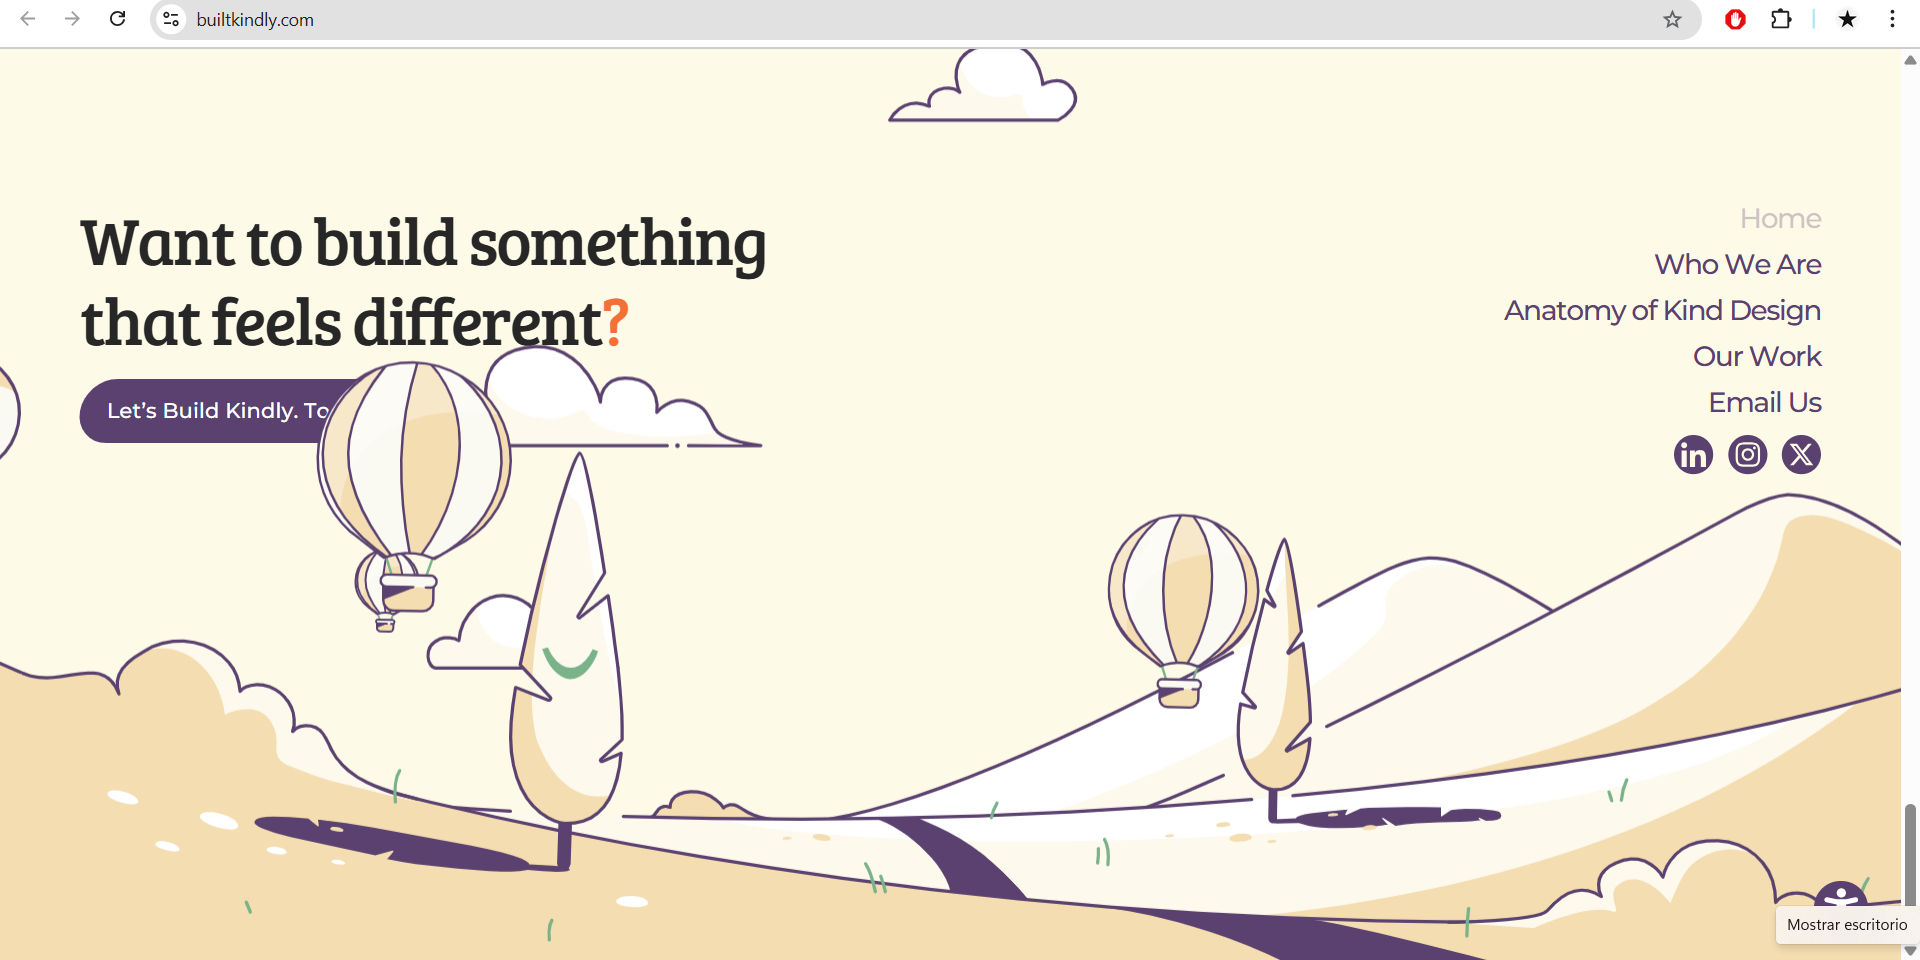 builtkindly.com
Want to build something
that feels different?
Let's Build Kindly. To
Home
Who We Are
Anatomy of Kind Design
Our Work
Email Us
in
X
Mostrar escritorio